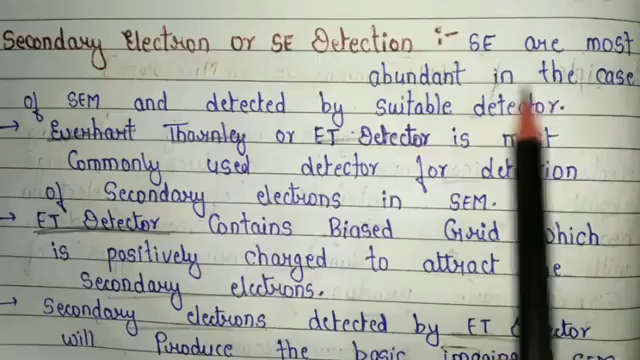 Secondary Electron or SE Detection :- SE are most
abundant in the case
of SEM and detected by suitable detector.
→ Everhart Thornley or ET Detector is
Commonly used detector for
of Secondary electrons in SEM.
→ ET Detector Contains Biased Grid
is positively charged to attract
Secondary electrons.
→ Secondary electrons detected by ET
will Produce the basic